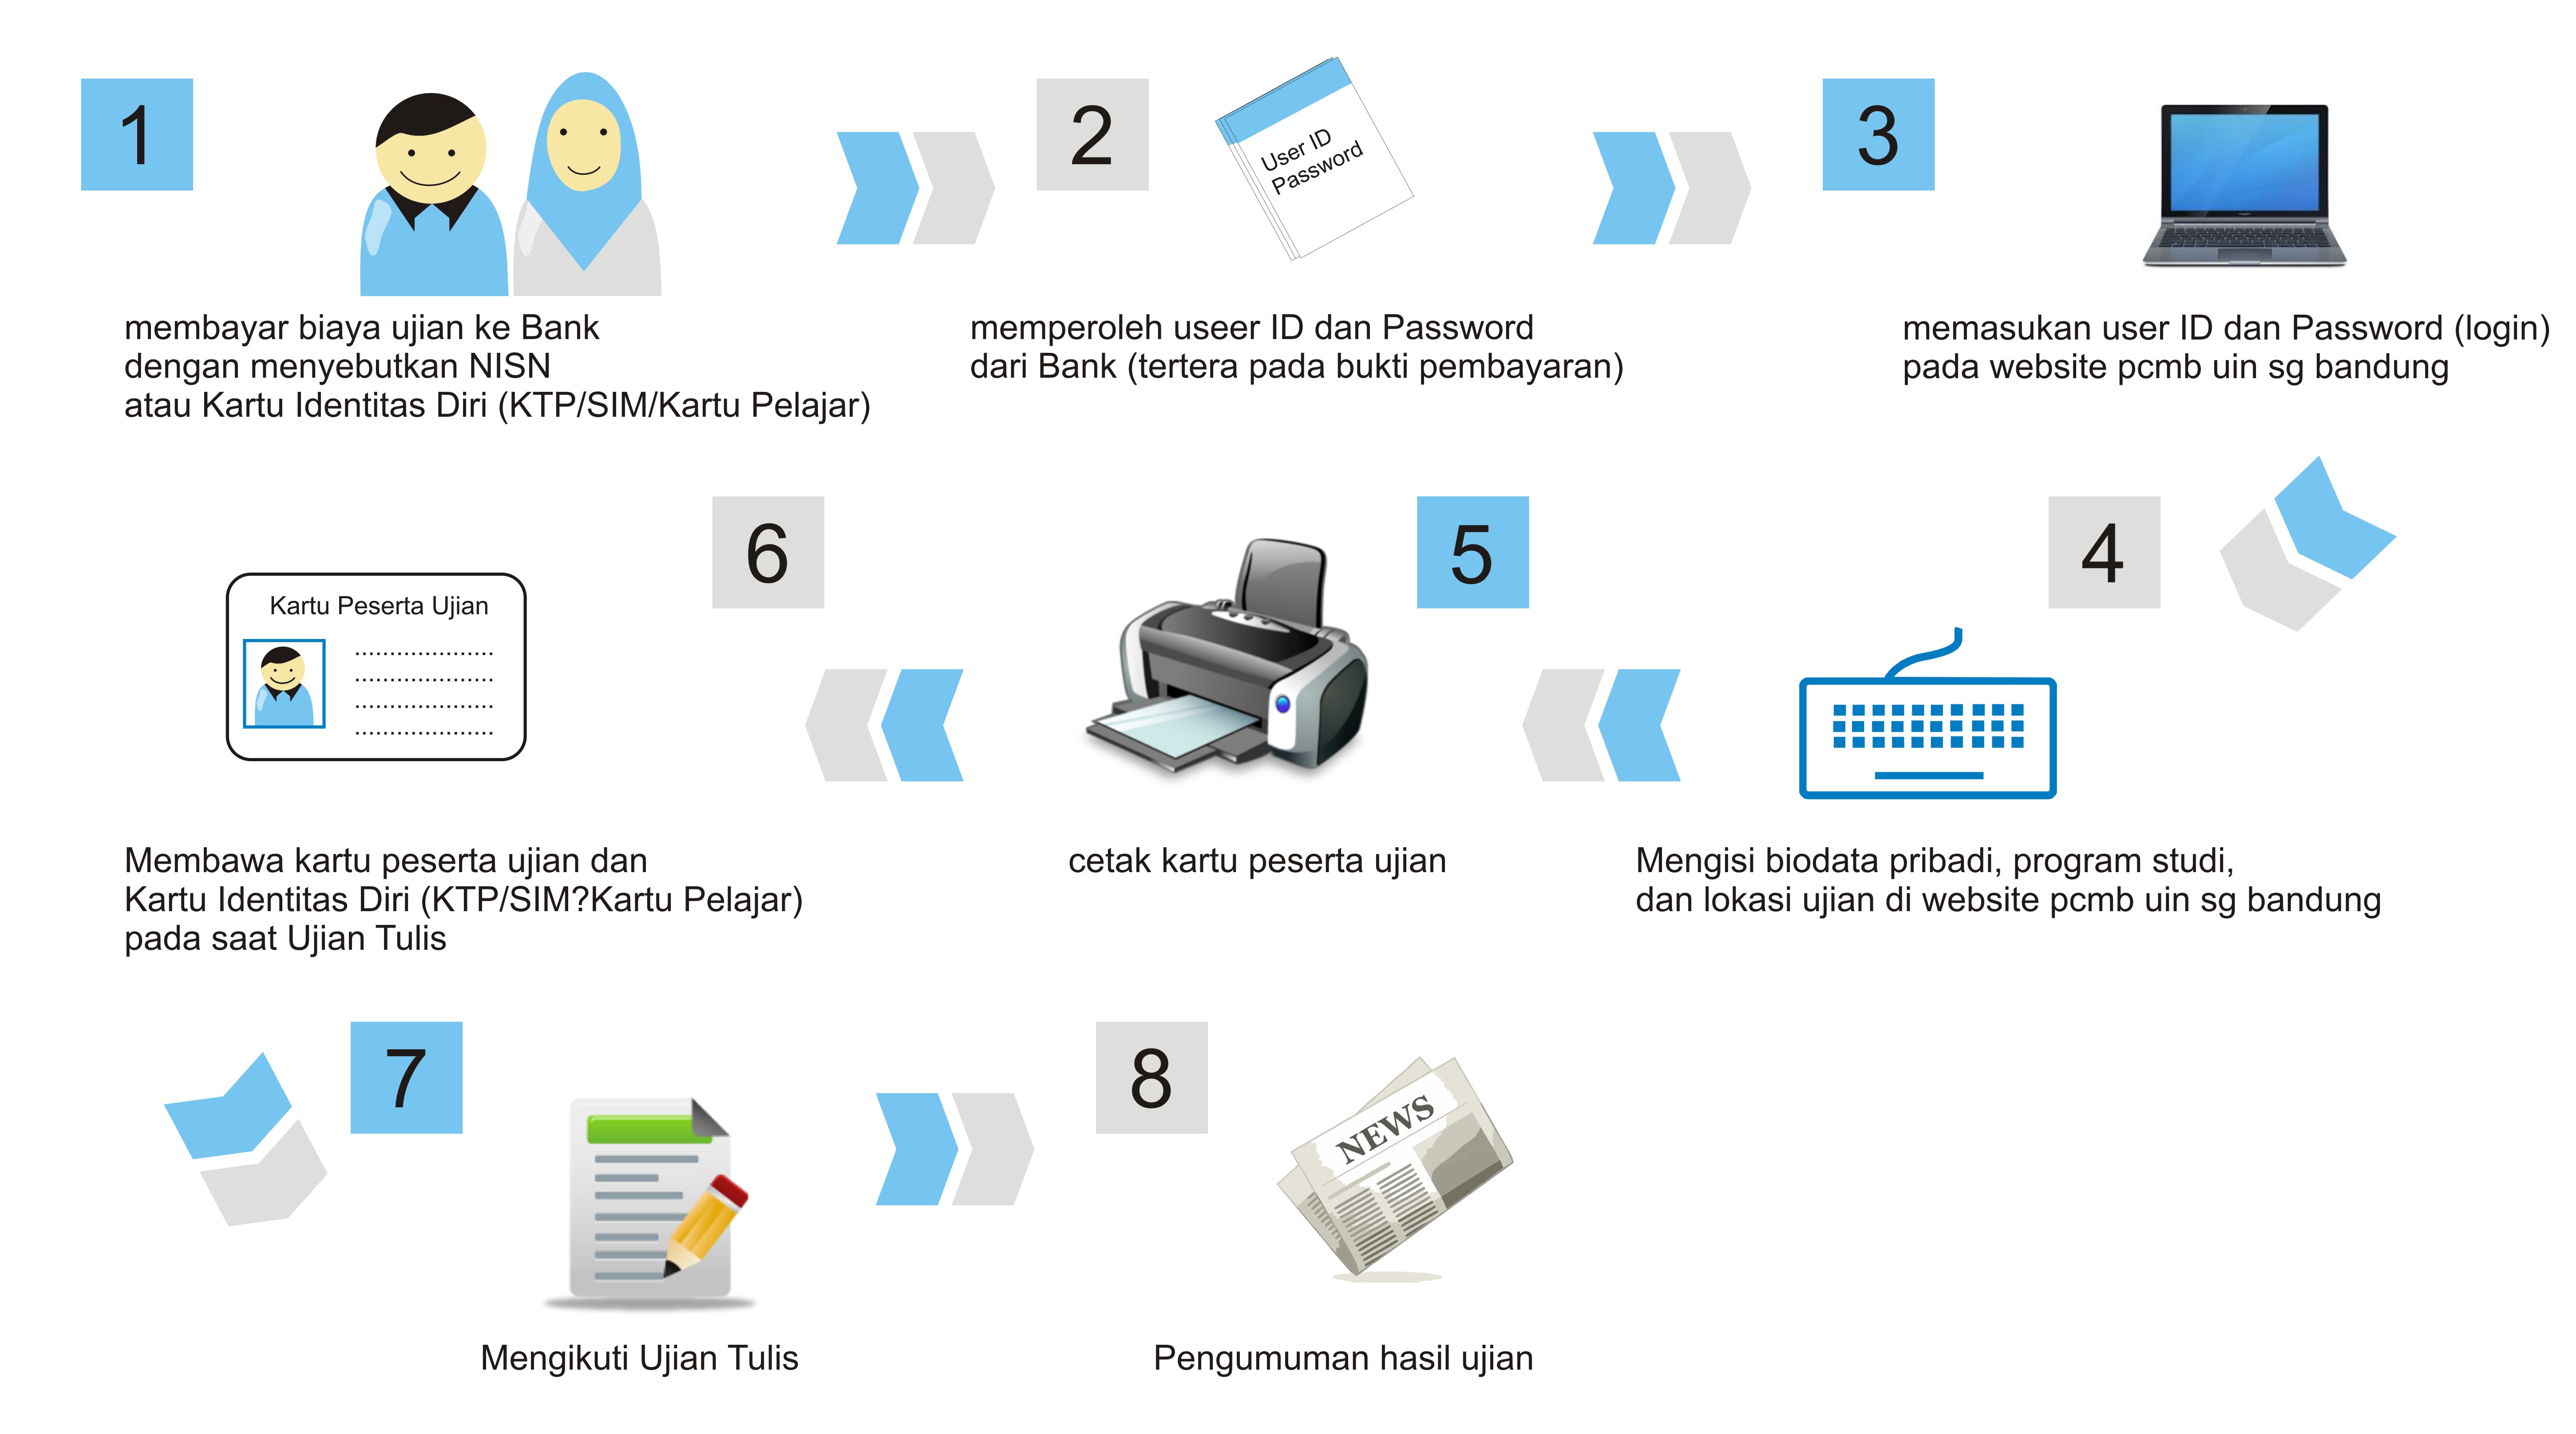 1
membayar biaya ujian ke Bank
dengan menyebutkan NISN
atau Kartu Identitas Diri (KTP/SIM/Kartu Pelajar)
2
User ID
Password
memperoleh useer ID dan Password
dari Bank (tertera pada bukti pembayaran)
3
memasukan user ID dan Password (login)
pada website pcmb uin sg bandung
4
Mengisi biodata pribadi, program studi,
dan lokasi ujian di website pcmb uin sg bandung
5
cetak kartu peserta ujian
6
Kartu Peserta Ujian
....................
....................
....................
....................
Membawa kartu peserta ujian dan
Kartu Identitas Diri (KTP/SIM?Kartu Pelajar)
pada saat Ujian Tulis
7
Mengikuti Ujian Tulis
8
NEWS
Pengumuman hasil ujian